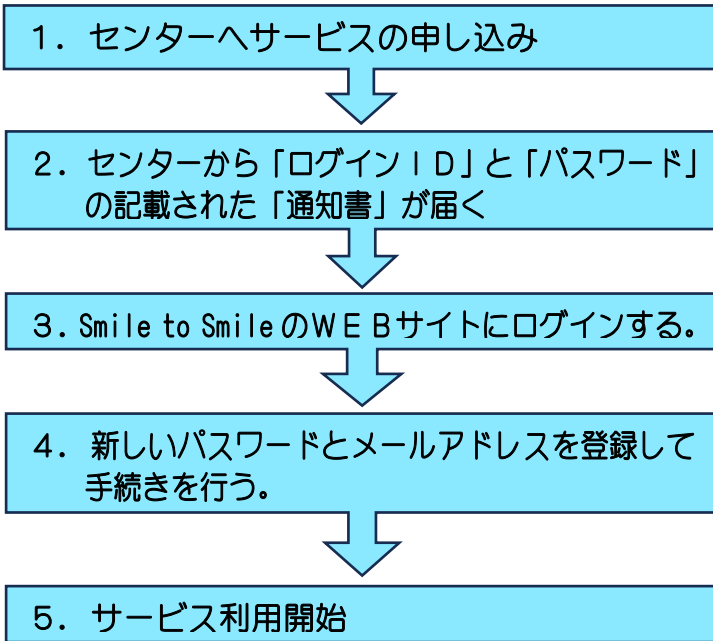 １．センターへサービスの申し込み
２．センターから「ログインＩＤ」と「パスワード」
の記載された「通知書」が届く
３．Smile to SmileのＷＥＢサイトにログインする。
４．新しいパスワードとメールアドレスを登録して
手続きを行う。
５．サービス利用開始